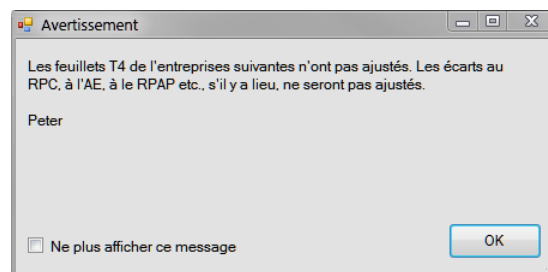 Avertissement
Les feuillets T4 de l'entreprises suivantes n'ont pas ajustés. Les écarts au
RPC, à l'AE, à le RPAP etc., s'il y a lieu, ne seront pas ajustés.
Peter
Ne plus afficher ce message
OK